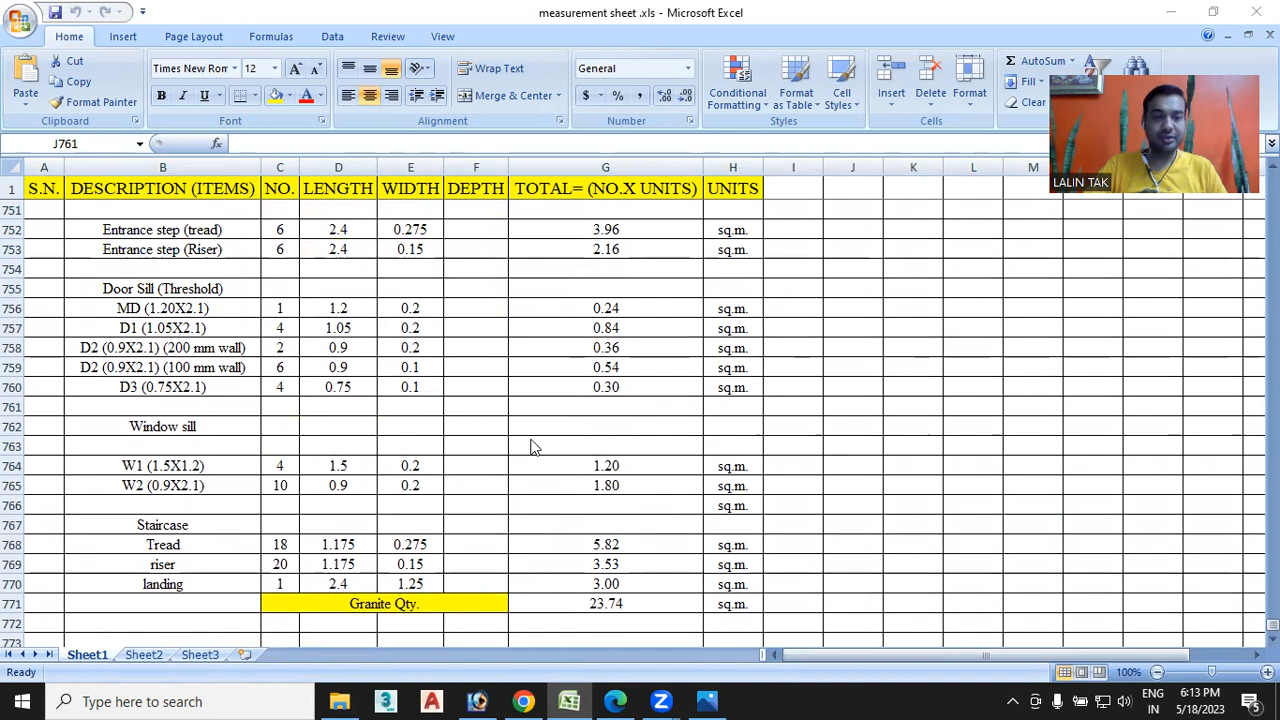 measurement sheet .xls - Microsoft Excel
Home Insert Page Layout Formulas Data Review View
Paste
Cut
Copy
Format Painter
Clipboard
Times New Rom 12
B I U
Font
Wrap Text
Merge & Center
Alignment
General
$ % ,
Number
Conditional Formatting
Format as Table
Cell Styles
Styles
Insert
Delete
Format
Cells
Σ AutoSum
Fill
Clear
J761 fx
LALIN TAK
A B C D E F G H I J K L M
1 S.N. DESCRIPTION (ITEMS) NO. LENGTH WIDTH DEPTH TOTAL= (NO.X UNITS) UNITS
751
752 Entrance step (tread) 6 2.4 0.275 3.96 sq.m.
753 Entrance step (Riser) 6 2.4 0.15 2.16 sq.m.
754
755 Door Sill (Threshold)
756 MD (1.20X2.1) 1 1.2 0.2 0.24 sq.m.
757 D1 (1.05X2.1) 4 1.05 0.2 0.84 sq.m.
758 D2 (0.9X2.1) (200 mm wall) 2 0.9 0.2 0.36 sq.m.
759 D2 (0.9X2.1) (100 mm wall) 6 0.9 0.1 0.54 sq.m.
760 D3 (0.75X2.1) 4 0.75 0.1 0.30 sq.m.
761
762 Window sill
763
764 W1 (1.5X1.2) 4 1.5 0.2 1.20 sq.m.
765 W2 (0.9X2.1) 10 0.9 0.2 1.80 sq.m.
766 sq.m.
767 Staircase
768 Tread 18 1.175 0.275 5.82 sq.m.
769 riser 20 1.175 0.15 3.53 sq.m.
770 landing 1 2.4 1.25 3.00 sq.m.
771 Granite Qty. 23.74 sq.m.
772
773
Sheet1 Sheet2 Sheet3
Ready 100%
Type here to search
ENG
IN
6:13 PM
5/18/2023
5